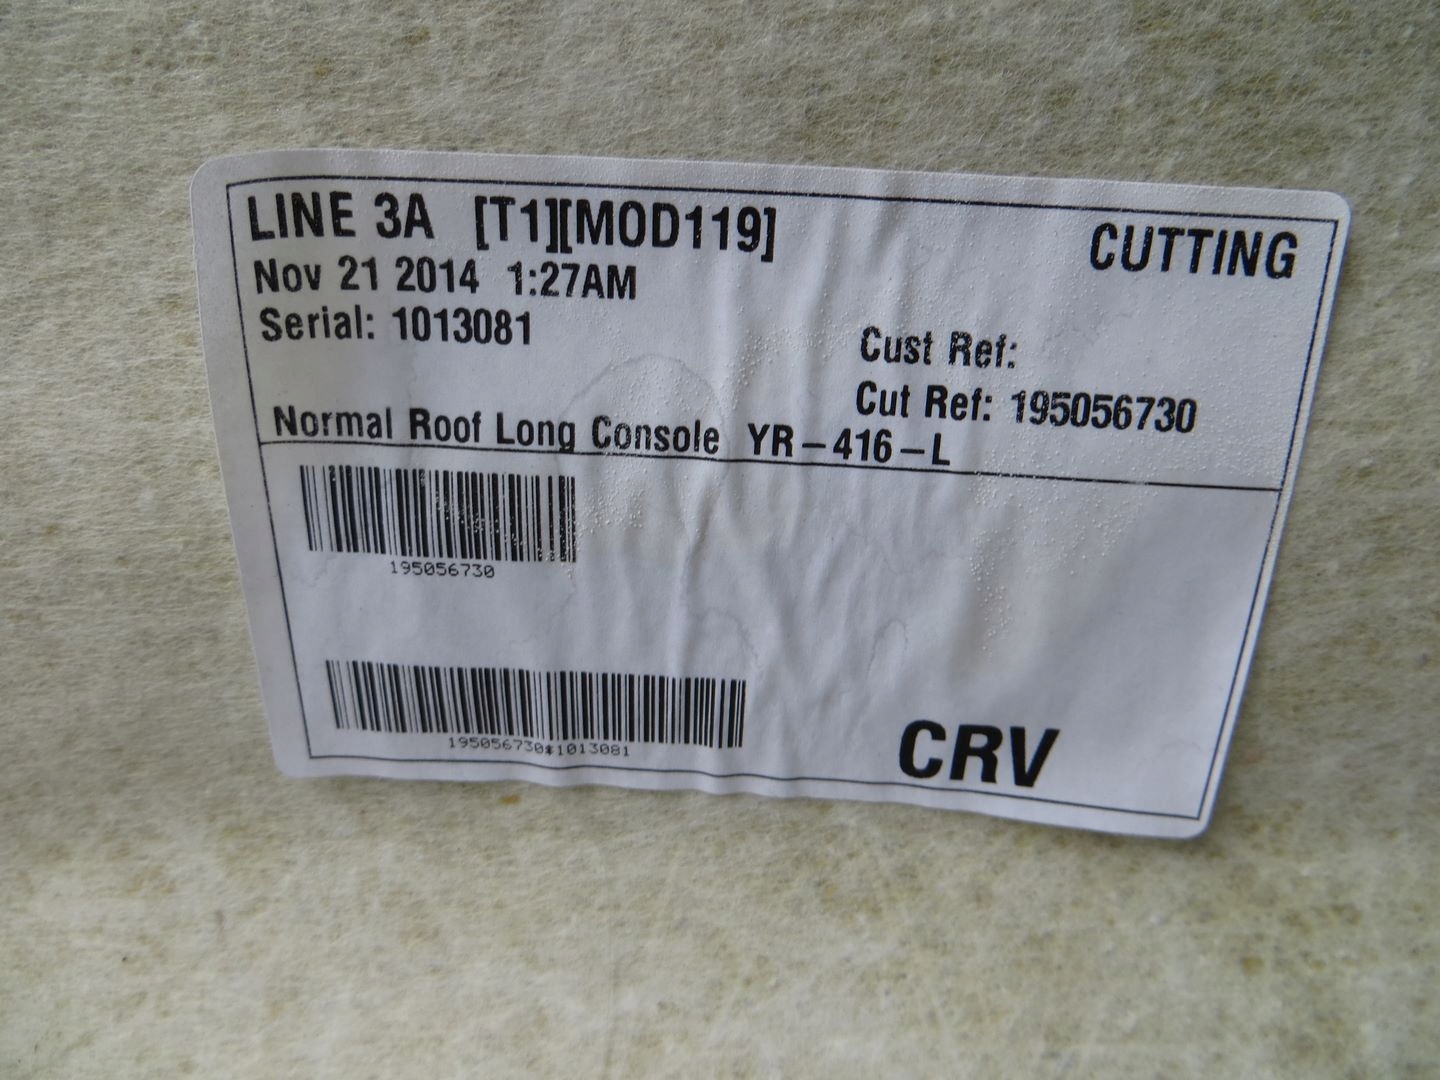 LINE 3A [T1][MOD119]
CUTTING
Nov 21 2014 1:27AM
Serial: 1013081
Cust Ref:
Cut Ref: 195056730
Normal Roof Long Console YR-416-L
195056730
195056730*1013081
CRV